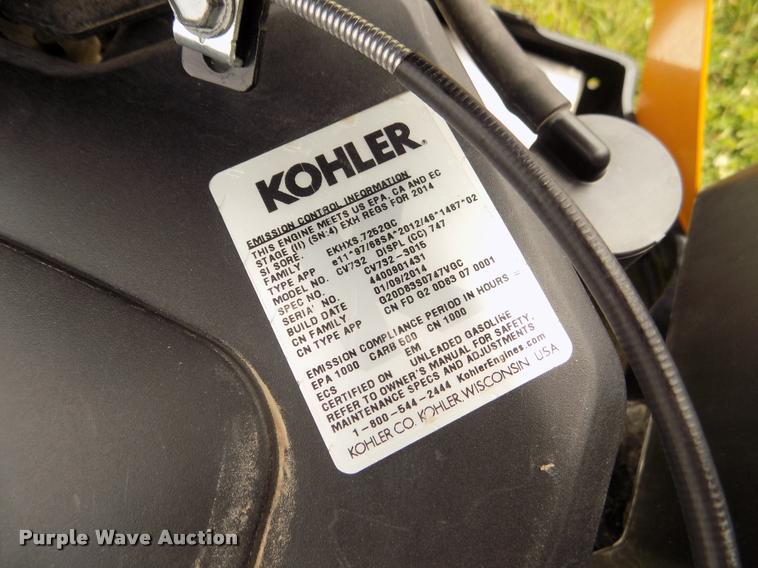 KOHLER®
EMISSION CONTROL INFORMATION
THIS ENGINE MEETS US EPA, CA AND EC
STAGE (II) (SN:4) EXH REGS FOR 2014
SI SORE.
FAMILY EKHXS.7252GC
TYPE APP e11*97/68SA*2012/46*1487*02
MODEL NO. CV732 DISPL (CC) 747
SPEC NO. CV732-3015
SERIAL NO. 4400901431
BUILD DATE 01/09/2014
CN FAMILY G20D83S0747VGC
CN TYPE APP CN FD G2 0D83 07 0001
EMISSION COMPLIANCE PERIOD IN HOURS =
EPA 1000 CARB 500 CN 1000
ECS EM
CERTIFIED ON UNLEADED GASOLINE
REFER TO OWNER'S MANUAL FOR SAFETY,
MAINTENANCE SPECS AND ADJUSTMENTS
1-800-544-2444 KohlerEngines.com
KOHLER CO. KOHLER, WISCONSIN USA
Purple Wave Auction